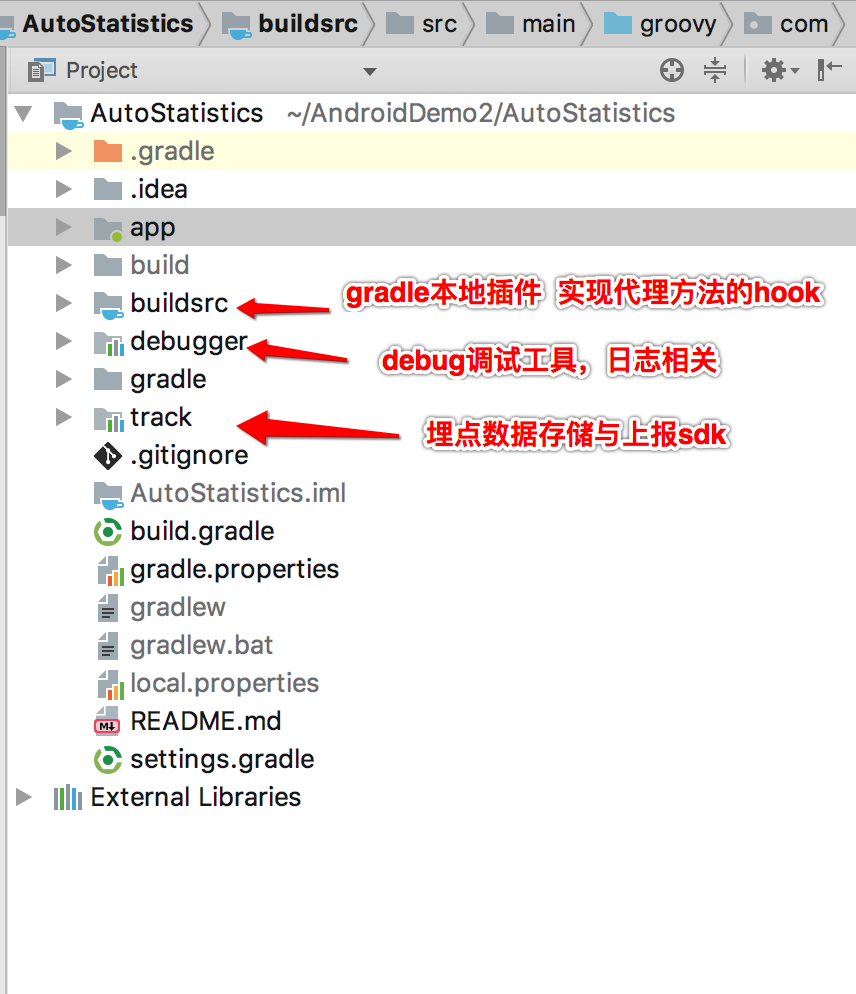 AutoStatistics buildsrc src main groovy com
Project
AutoStatistics ~/AndroidDemo2/AutoStatistics
.gradle
.idea
app
build
buildsrc gradle本地插件 实现代理方法的hook
debugger debug调试工具，日志相关
gradle
track 埋点数据存储与上报sdk
.gitignore
AutoStatistics.iml
build.gradle
gradle.properties
gradlew
gradlew.bat
local.properties
README.md
settings.gradle
External Libraries